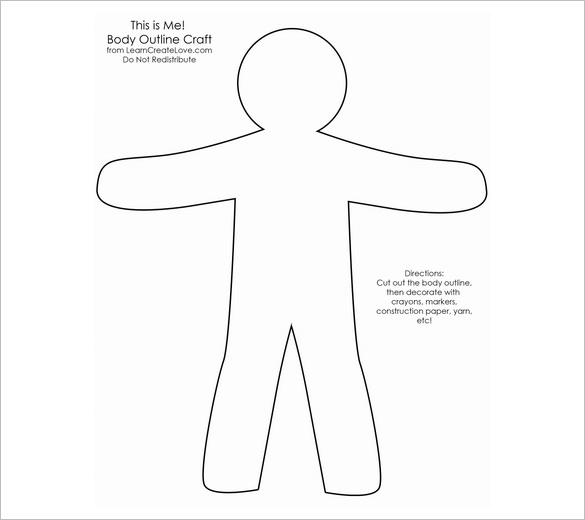 This is Me!
Body Outline Craft
from LearnCreateLove.com
Do Not Redistribute
Directions:
Cut out the body outline,
then decorate with
crayons, markers,
construction paper, yarn,
etc!